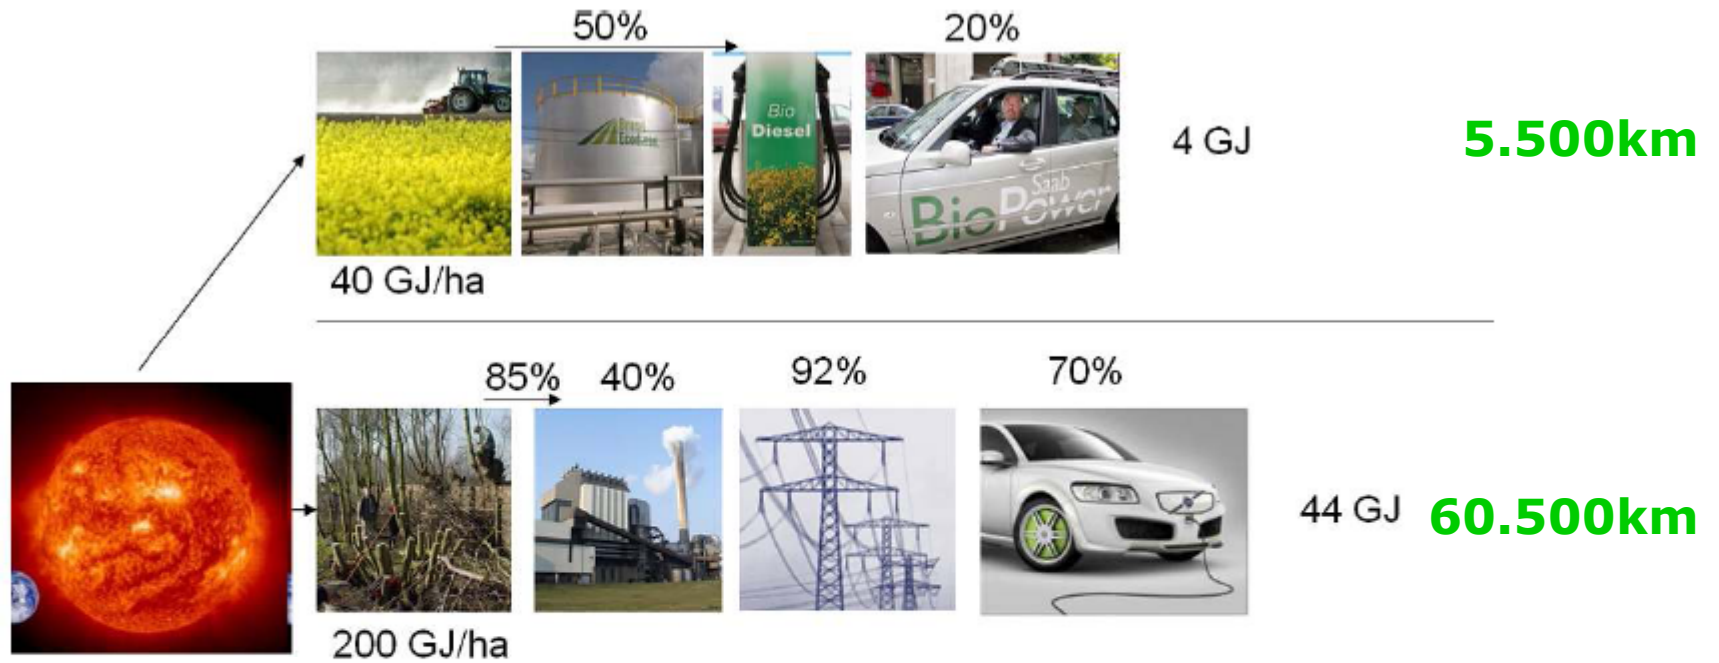 50%
20%
Bio
Diesel
Saab
BioPower
4 GJ
5.500km
40 GJ/ha
85%
40%
92%
70%
44 GJ
60.500km
200 GJ/ha